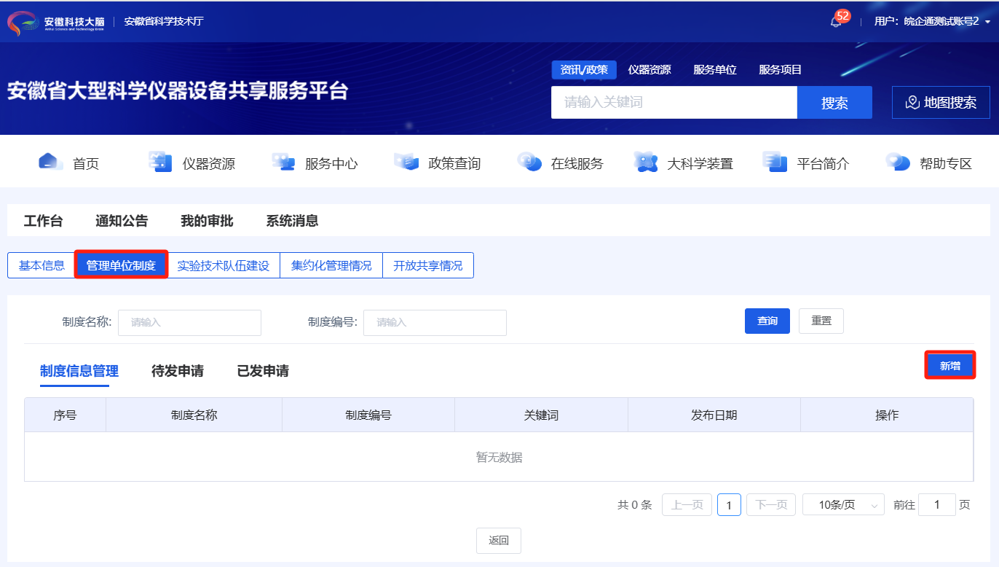 安徽科技大脑
Anhui Science and Technology Brain
安徽省科学技术厅
52
用户：皖企通测试账号2
安徽省大型科学仪器设备共享服务平台
资讯/政策 仪器资源 服务单位 服务项目
请输入关键词 搜索 地图搜索
首页 仪器资源 服务中心 政策查询 在线服务 大科学装置 平台简介 帮助专区
工作台 通知公告 我的审批 系统消息
基本信息 管理单位制度 实验技术队伍建设 集约化管理情况 开放共享情况
制度名称: 请输入 制度编号: 请输入 查询 重置
制度信息管理 待发申请 已发申请 新增
序号 制度名称 制度编号 关键词 发布日期 操作
暂无数据
共 0 条 上一页 1 下一页 10条/页 前往 1 页
返回